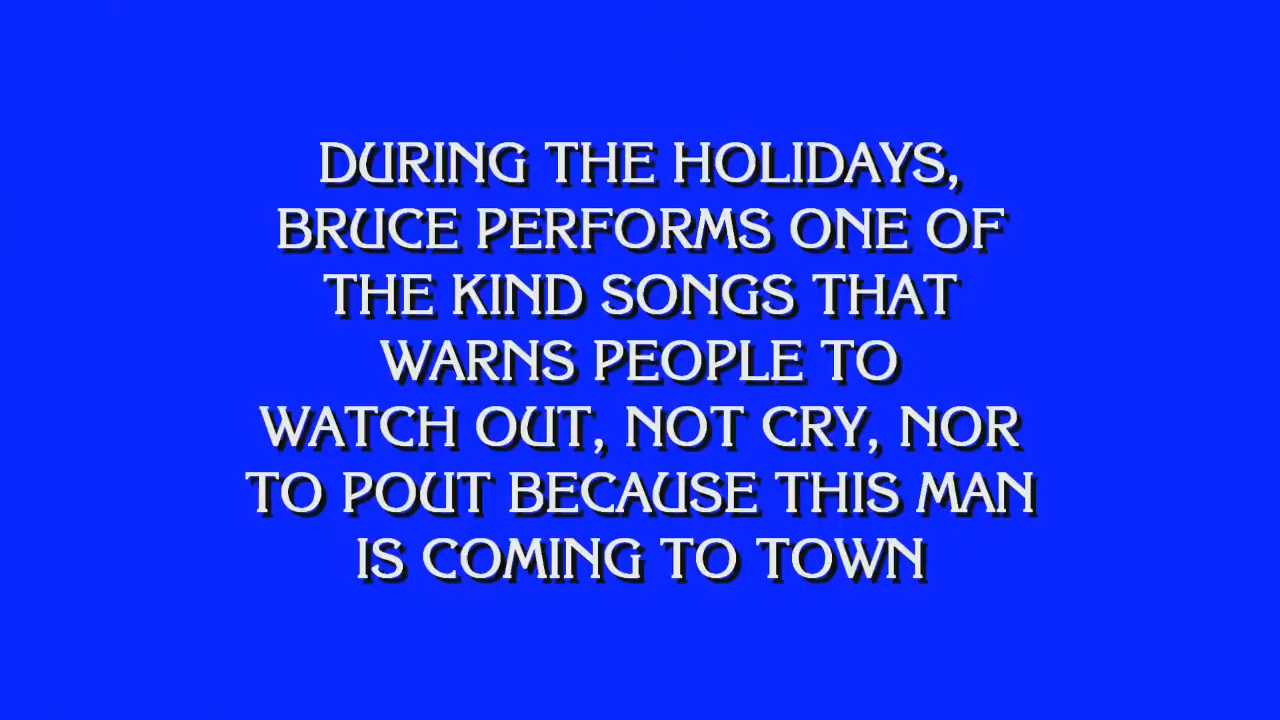 DURING THE HOLIDAYS,
BRUCE PERFORMS ONE OF
THE KIND SONGS THAT
WARNS PEOPLE TO
WATCH OUT, NOT CRY, NOR
TO POUT BECAUSE THIS MAN
IS COMING TO TOWN